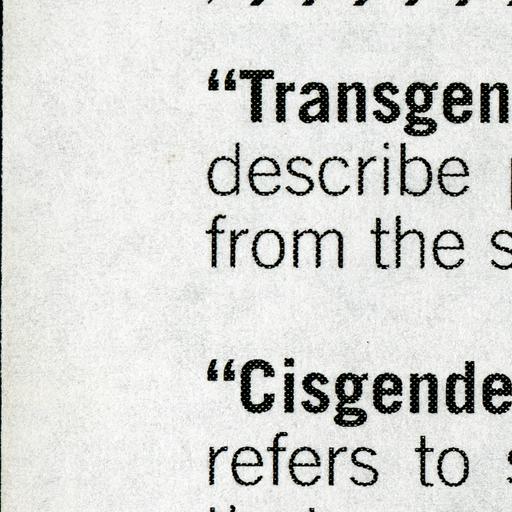 “Transgen
describe
from the s
“Cisgende
refers to s